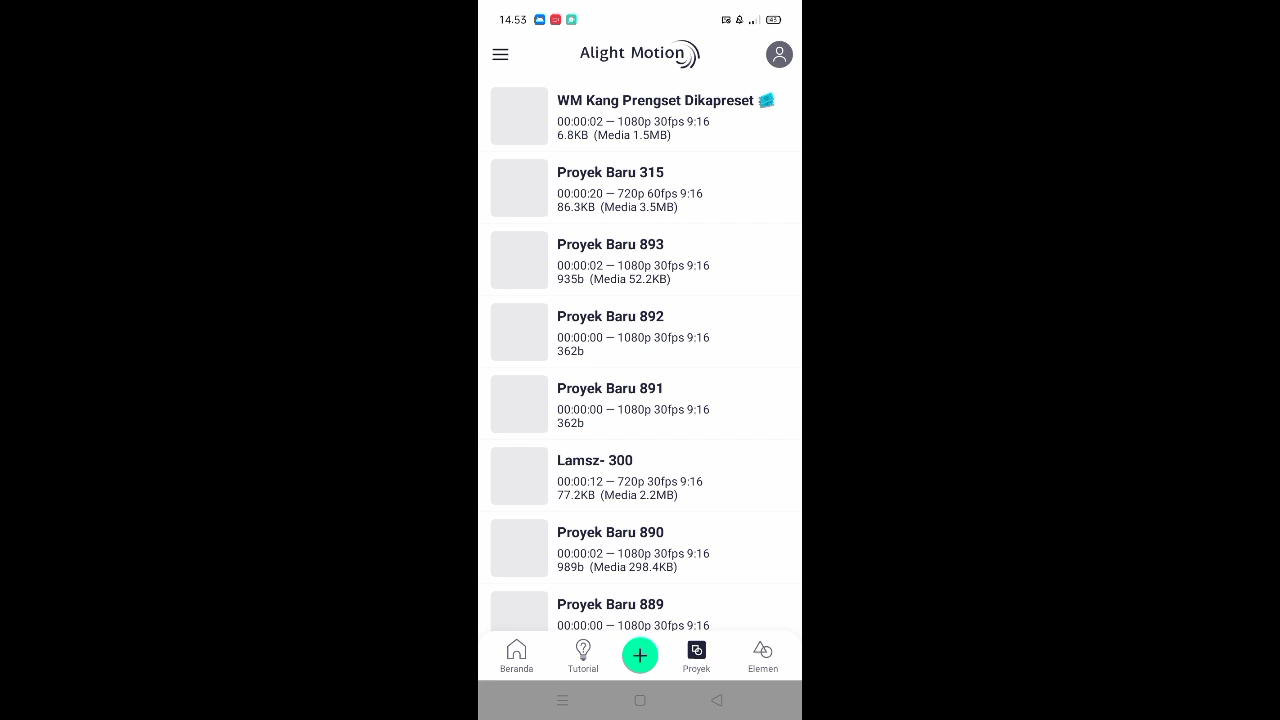 14.53
43
Alight Motion
WM Kang Prengset Dikapreset
00:00:02 — 1080p 30fps 9:16
6.8KB (Media 1.5MB)
Proyek Baru 315
00:00:20 — 720p 60fps 9:16
86.3KB (Media 3.5MB)
Proyek Baru 893
00:00:02 — 1080p 30fps 9:16
935b (Media 52.2KB)
Proyek Baru 892
00:00:00 — 1080p 30fps 9:16
362b
Proyek Baru 891
00:00:00 — 1080p 30fps 9:16
362b
Lamsz- 300
00:00:12 — 720p 30fps 9:16
77.2KB (Media 2.2MB)
Proyek Baru 890
00:00:02 — 1080p 30fps 9:16
989b (Media 298.4KB)
Proyek Baru 889
00:00:00 — 1080p 30fps 9:16
Beranda
Tutorial
Proyek
Elemen